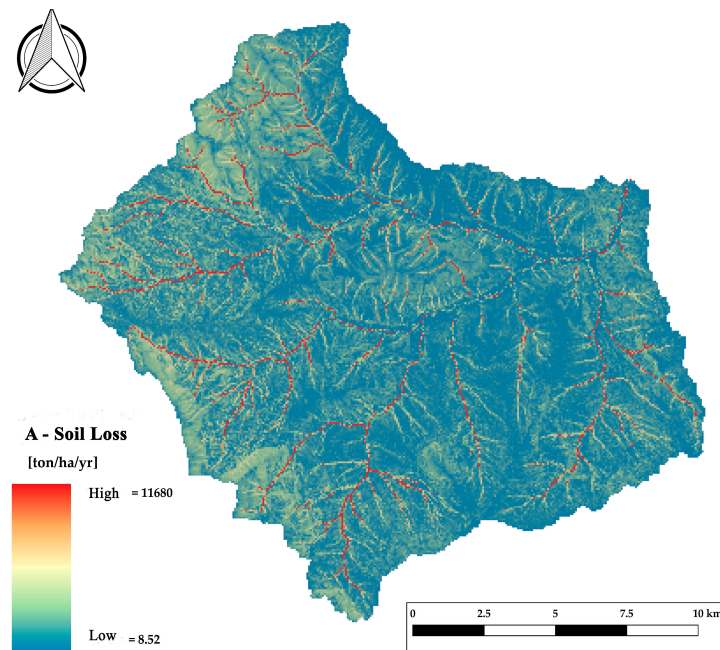 A - Soil Loss
[ton/ha/yr]
High = 11680
Low = 8.52
0 2.5 5 7.5 10 km